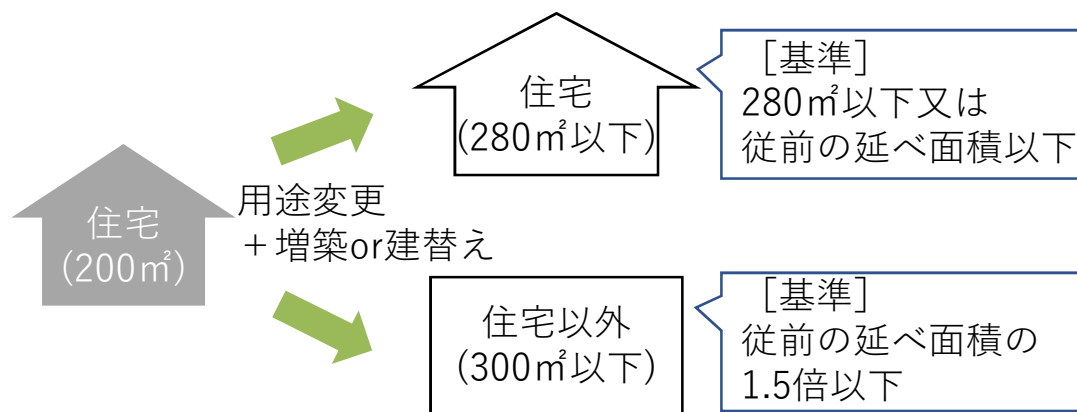 住宅
(200㎡)
用途変更
＋増築or建替え
住宅
(280㎡以下)
［基準］
280㎡以下又は
従前の延べ面積以下
住宅以外
(300㎡以下)
［基準］
従前の延べ面積の
1.5倍以下